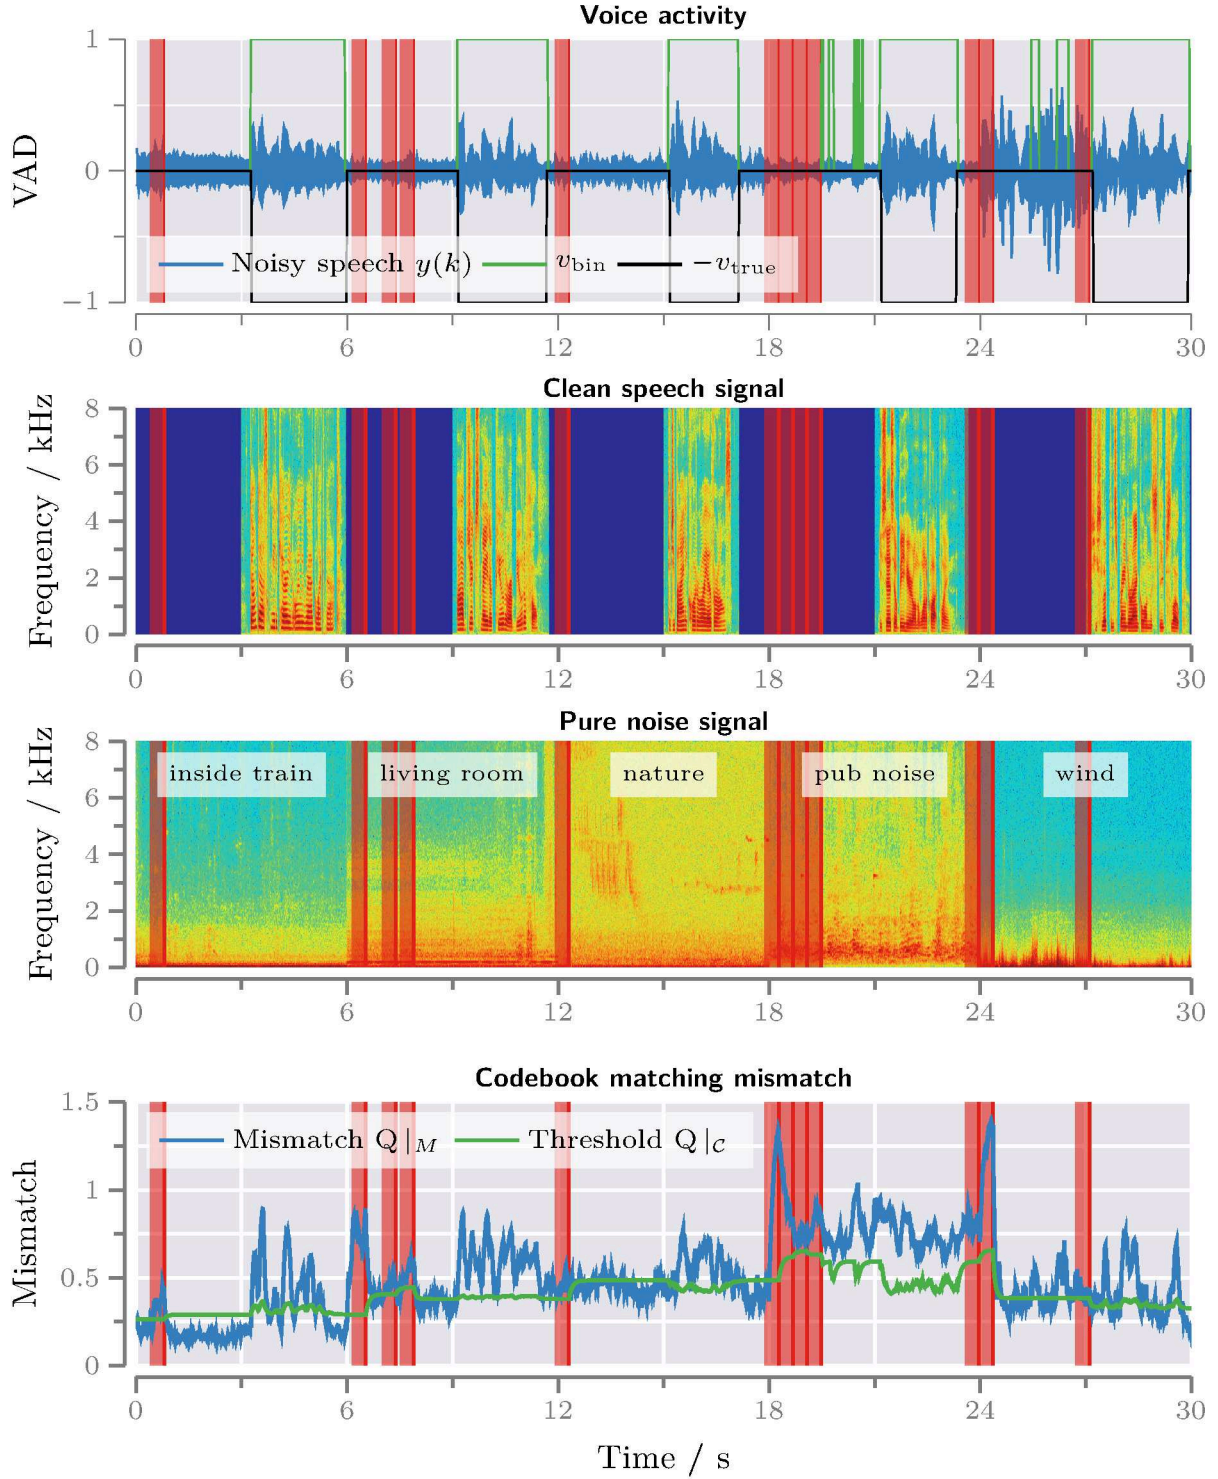 Voice activity
1
0
−1
VAD
Noisy speech y(k) v_bin −v_true
0 6 12 18 24 30
Clean speech signal
8
6
4
2
0
Frequency / kHz
0 6 12 18 24 30
Pure noise signal
8
6
4
2
0
Frequency / kHz
inside train living room nature pub noise wind
0 6 12 18 24 30
Codebook matching mismatch
1.5
1
0.5
0
Mismatch
Mismatch Q|_M Threshold Q|_C
0 6 12 18 24 30
Time / s